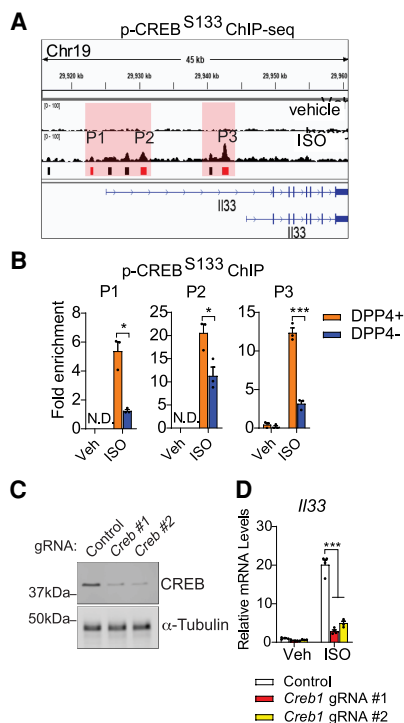 A
p-CREB S133 ChIP-seq
Chr19
45 kb
29,920 kb 29,930 kb 29,940 kb 29,950 kb 29,960
[0 - 100]
vehicle
[0 - 100]
ISO
P1 P2 P3
Il33
Il33
B
p-CREB S133 ChIP
P1 P2 P3
Fold enrichment
8
6
4
2
0
N.D.
*
Veh ISO
25
20
15
10
5
0
N.D.
*
Veh ISO
15
10
5
0
***
Veh ISO
DPP4+
DPP4-
C
gRNA: Control Creb #1 Creb #2
37kDa
CREB
50kDa
α-Tubulin
D
Il33
Relative mRNA Levels
30
20
10
0
***
Veh ISO
Control
Creb1 gRNA #1
Creb1 gRNA #2